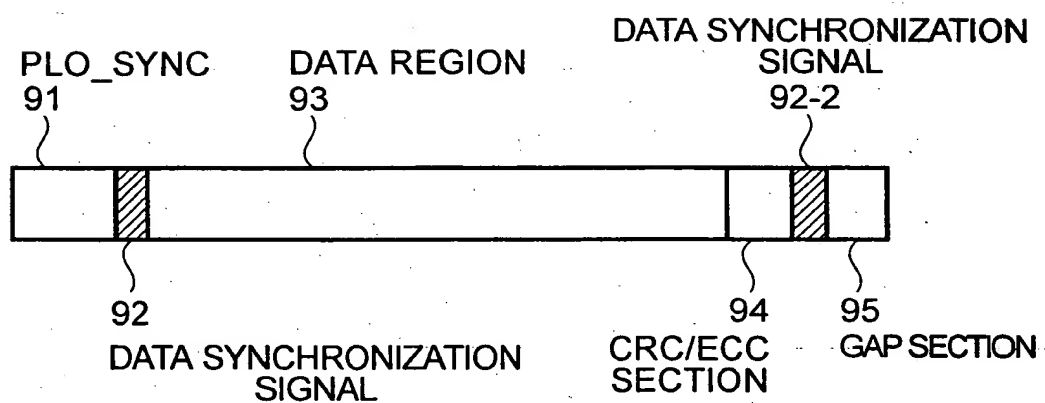 PLO_SYNC
91
DATA REGION
93
DATA SYNCHRONIZATION
SIGNAL
92-2
92
DATA SYNCHRONIZATION
SIGNAL
94
CRC/ECC
SECTION
95
GAP SECTION